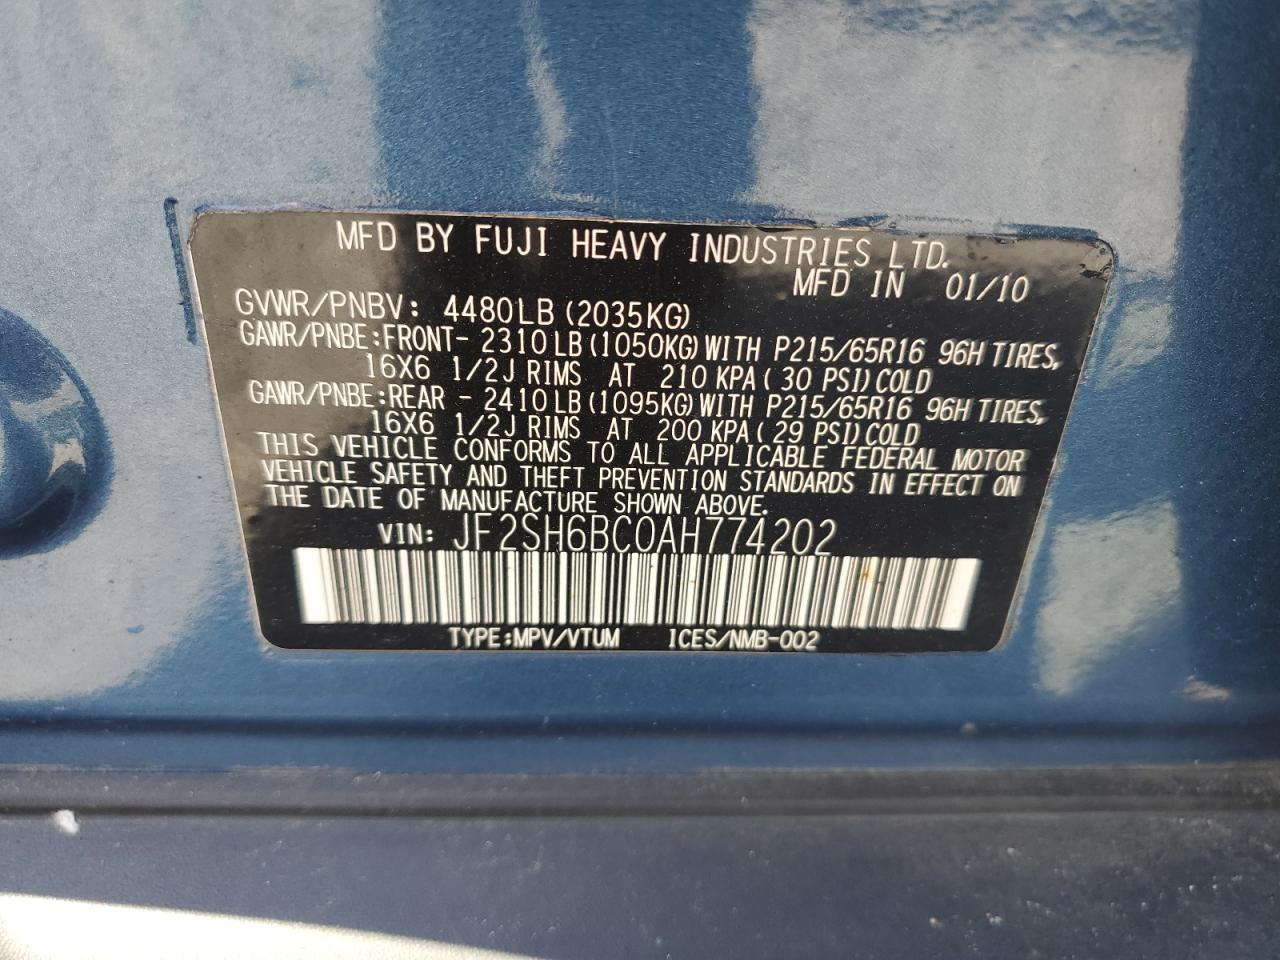 MFD BY FUJI HEAVY INDUSTRIES LTD.
MFD IN 01/10
GVWR/PNBV: 4480LB (2035KG)
GAWR/PNBE:FRONT- 2310LB(1050KG)WITH P215/65R16 96H TIRES,
16X6 1/2J RIMS AT 210 KPA( 30 PSI)COLD
GAWR/PNBE:REAR - 2410LB(1095KG)WITH P215/65R16 96H TIRES,
16X6 1/2J RIMS AT 200 KPA( 29 PSI)COLD
THIS VEHICLE CONFORMS TO ALL APPLICABLE FEDERAL MOTOR
VEHICLE SAFETY AND THEFT PREVENTION STANDARDS IN EFFECT ON
THE DATE OF MANUFACTURE SHOWN ABOVE.
VIN: JF2SH6BC0AH774202
TYPE:MPV/VTUM ICES/NMB-002